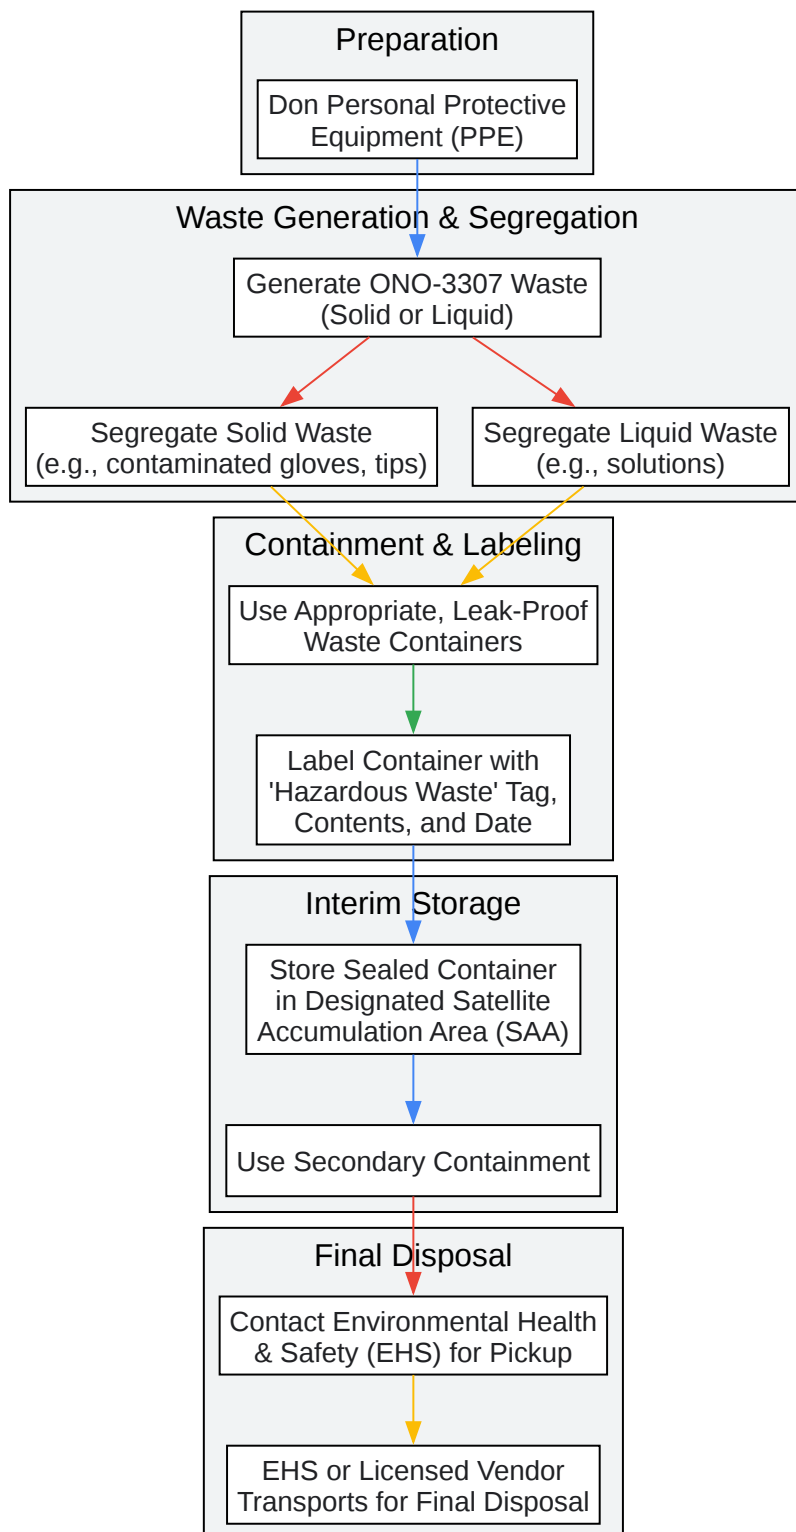 Preparation
Don Personal Protective
Equipment (PPE)
Waste Generation & Segregation
Generate ONO-3307 Waste
(Solid or Liquid)
Segregate Solid Waste
(e.g., contaminated gloves, tips)
Segregate Liquid Waste
(e.g., solutions)
Containment & Labeling
Use Appropriate, Leak-Proof
Waste Containers
Label Container with
'Hazardous Waste' Tag,
Contents, and Date
Interim Storage
Store Sealed Container
in Designated Satellite
Accumulation Area (SAA)
Use Secondary Containment
Final Disposal
Contact Environmental Health
& Safety (EHS) for Pickup
EHS or Licensed Vendor
Transports for Final Disposal